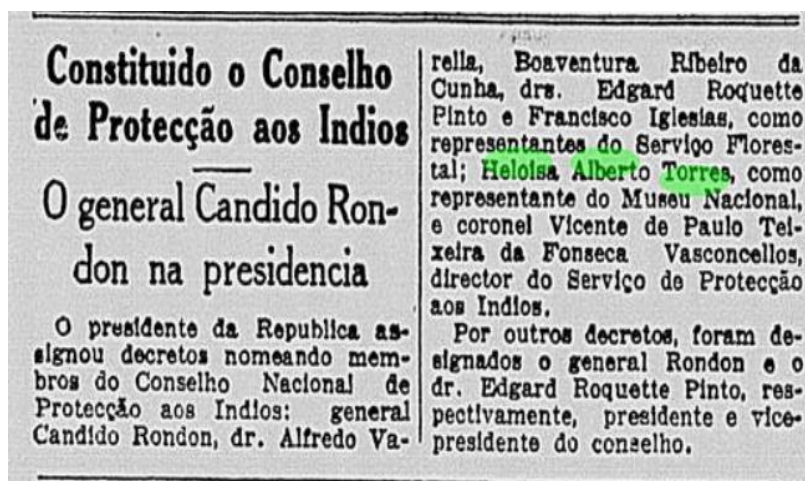 Constituido o Conselho
de Protecção aos Indios
O general Candido Ron-
don na presidencia
O presidente da Republica as-
signou decretos nomeando mem-
bros do Conselho Nacional de
Protecção aos Indios: general
Candido Rondon, dr. Alfredo Va-
rella, Boaventura Ribeiro da
Cunha, drs. Edgard Roquette
Pinto e Francisco Iglesias, como
representantes do Serviço Flores-
tal; Heloisa Alberto Torres, como
representante do Museu Nacional,
e coronel Vicente de Paulo Tei-
xeira da Fonseca Vasconcellos,
director do Serviço de Protecção
aos Indios.
Por outros decretos, foram de-
signados o general Rondon e o
dr. Edgard Roquette Pinto, res-
pectivamente, presidente e vice-
presidente do conselho.